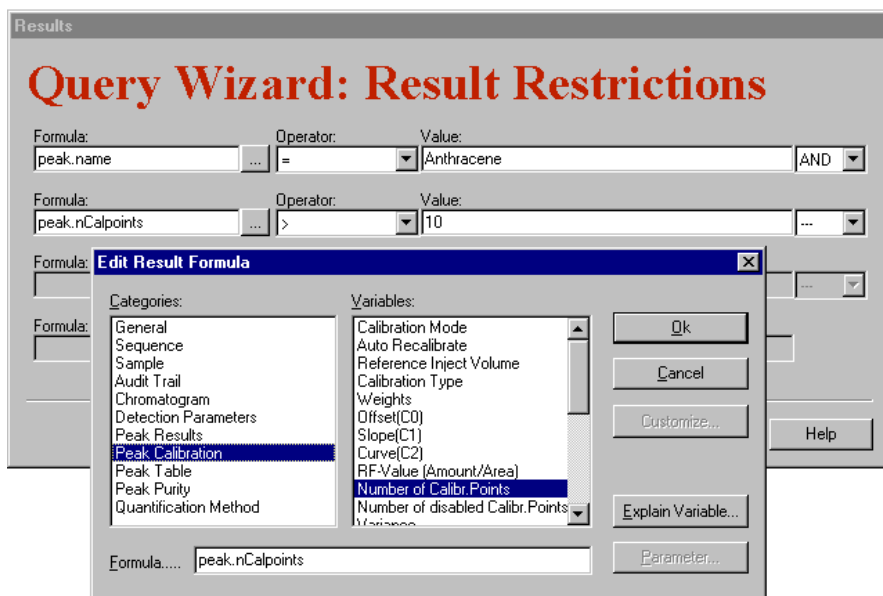 Results
Query Wizard: Result Restrictions
Formula: Operator: Value:
peak.name ... = Anthracene AND
Formula: Operator: Value:
peak.nCalpoints ... > 10 ---
Formula:
---
Formula:
Help
Edit Result Formula
Categories:
General
Sequence
Sample
Audit Trail
Chromatogram
Detection Parameters
Peak Results
Peak Calibration
Peak Table
Peak Purity
Quantification Method
Variables:
Calibration Mode
Auto Recalibrate
Reference Inject Volume
Calibration Type
Weights
Offset(C0)
Slope(C1)
Curve(C2)
RF-Value (Amount/Area)
Number of Calibr.Points
Number of disabled Calibr.Points
Variance
Ok
Cancel
Customize...
Explain Variable...
Parameter...
Formula..... peak.nCalpoints